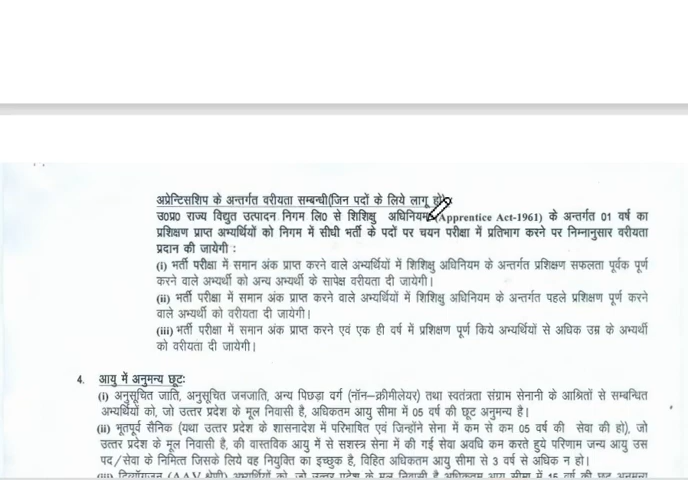 अप्रेन्टिसशिप के अन्तर्गत वरीयता सम्बन्धी(जिन पदों के लिये लागू हो)
उ0प्र0 राज्य विद्युत उत्पादन निगम लि0 से शिशिक्षु अधिनियम (Apprentice Act-1961) के अन्तर्गत 01 वर्ष का
प्रशिक्षण प्राप्त अभ्यर्थियों को निगम में सीधी भर्ती के पदों पर चयन परीक्षा में प्रतिभाग करने पर निम्नानुसार वरीयता
प्रदान की जायेगी :
(i) भर्ती परीक्षा में समान अंक प्राप्त करने वाले अभ्यर्थियों में शिशिक्षु अधिनियम के अन्तर्गत प्रशिक्षण सफलता पूर्वक पूर्ण
करने वाले अभ्यर्थी को अन्य अभ्यर्थी के सापेक्ष वरीयता दी जायेगी।
(ii) भर्ती परीक्षा में समान अंक प्राप्त करने वाले अभ्यर्थियों में शिशिक्षु अधिनियम के अन्तर्गत पहले प्रशिक्षण पूर्ण करने
वाले अभ्यर्थी को वरीयता दी जायेगी।
(iii) भर्ती परीक्षा में समान अंक प्राप्त करने एवं एक ही वर्ष में प्रशिक्षण पूर्ण किये अभ्यर्थियों से अधिक उम्र के अभ्यर्थी
को वरीयता दी जायेगी।
4. आयु में अनुमन्य छूटः
(i) अनुसूचित जाति, अनुसूचित जनजाति, अन्य पिछड़ा वर्ग (नॉन–क्रीमीलेयर) तथा स्वतंत्रता संग्राम सेनानी के आश्रितों से सम्बन्धित
अभ्यर्थियों को, जो उत्तर प्रदेश के मूल निवासी है, अधिकतम आयु सीमा में 05 वर्ष की छूट अनुमन्य है।
(ii) भूतपूर्व सैनिक (यथा उत्तर प्रदेश के शासनादेश में परिभाषित एवं जिन्होंने सेना में कम से कम 05 वर्ष की सेवा की हो), जो
उत्तर प्रदेश के मूल निवासी है, की वास्तविक आयु में से सशस्त्र सेना में की गई सेवा अवधि कम करते हुये परिणाम जन्य आयु उस
पद/सेवा के निमित्त जिसके लिये वह नियुक्ति का इच्छुक है, विहित अधिकतम आयु सीमा से 3 वर्ष से अधिक न हो।